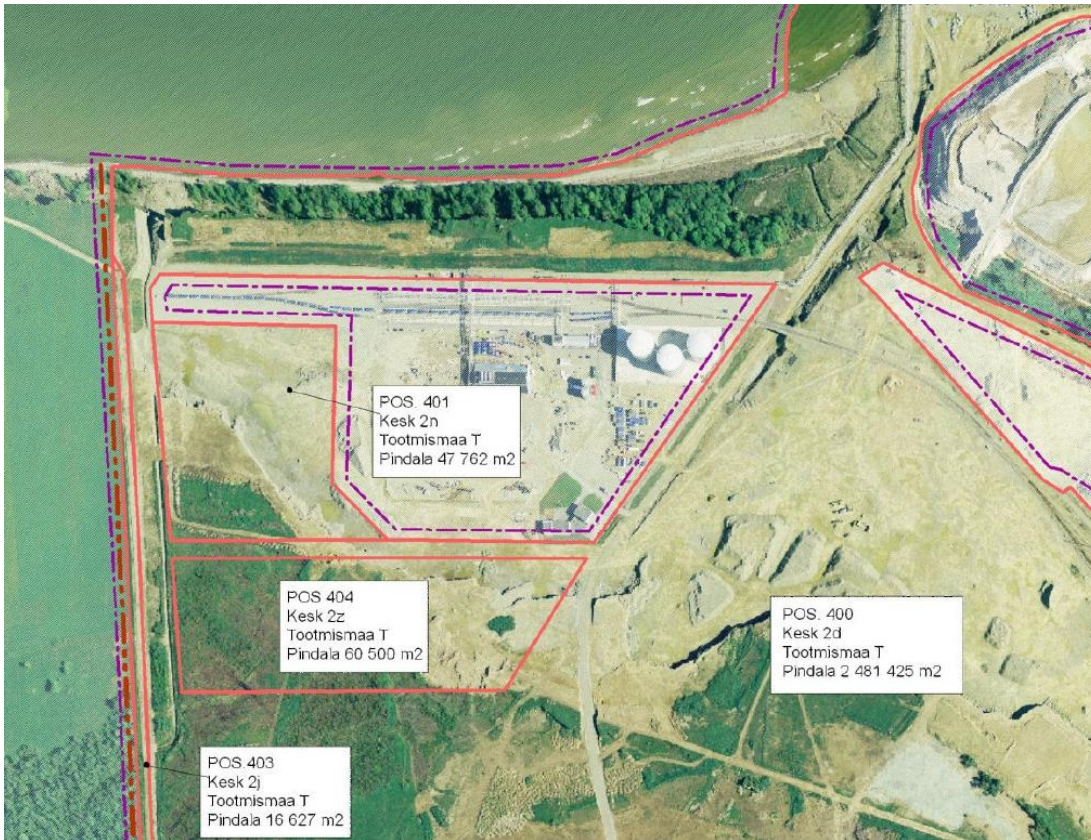 POS. 401
Kesk 2n
Tootmismaa T
Pindala 47 762 m2
POS 404
Kesk 2z
Tootmismaa T
Pindala 60 500 m2
POS. 400
Kesk 2d
Tootmismaa T
Pindala 2 481 425 m2
POS.403
Kesk 2j
Tootmismaa T
Pindala 16 627 m2